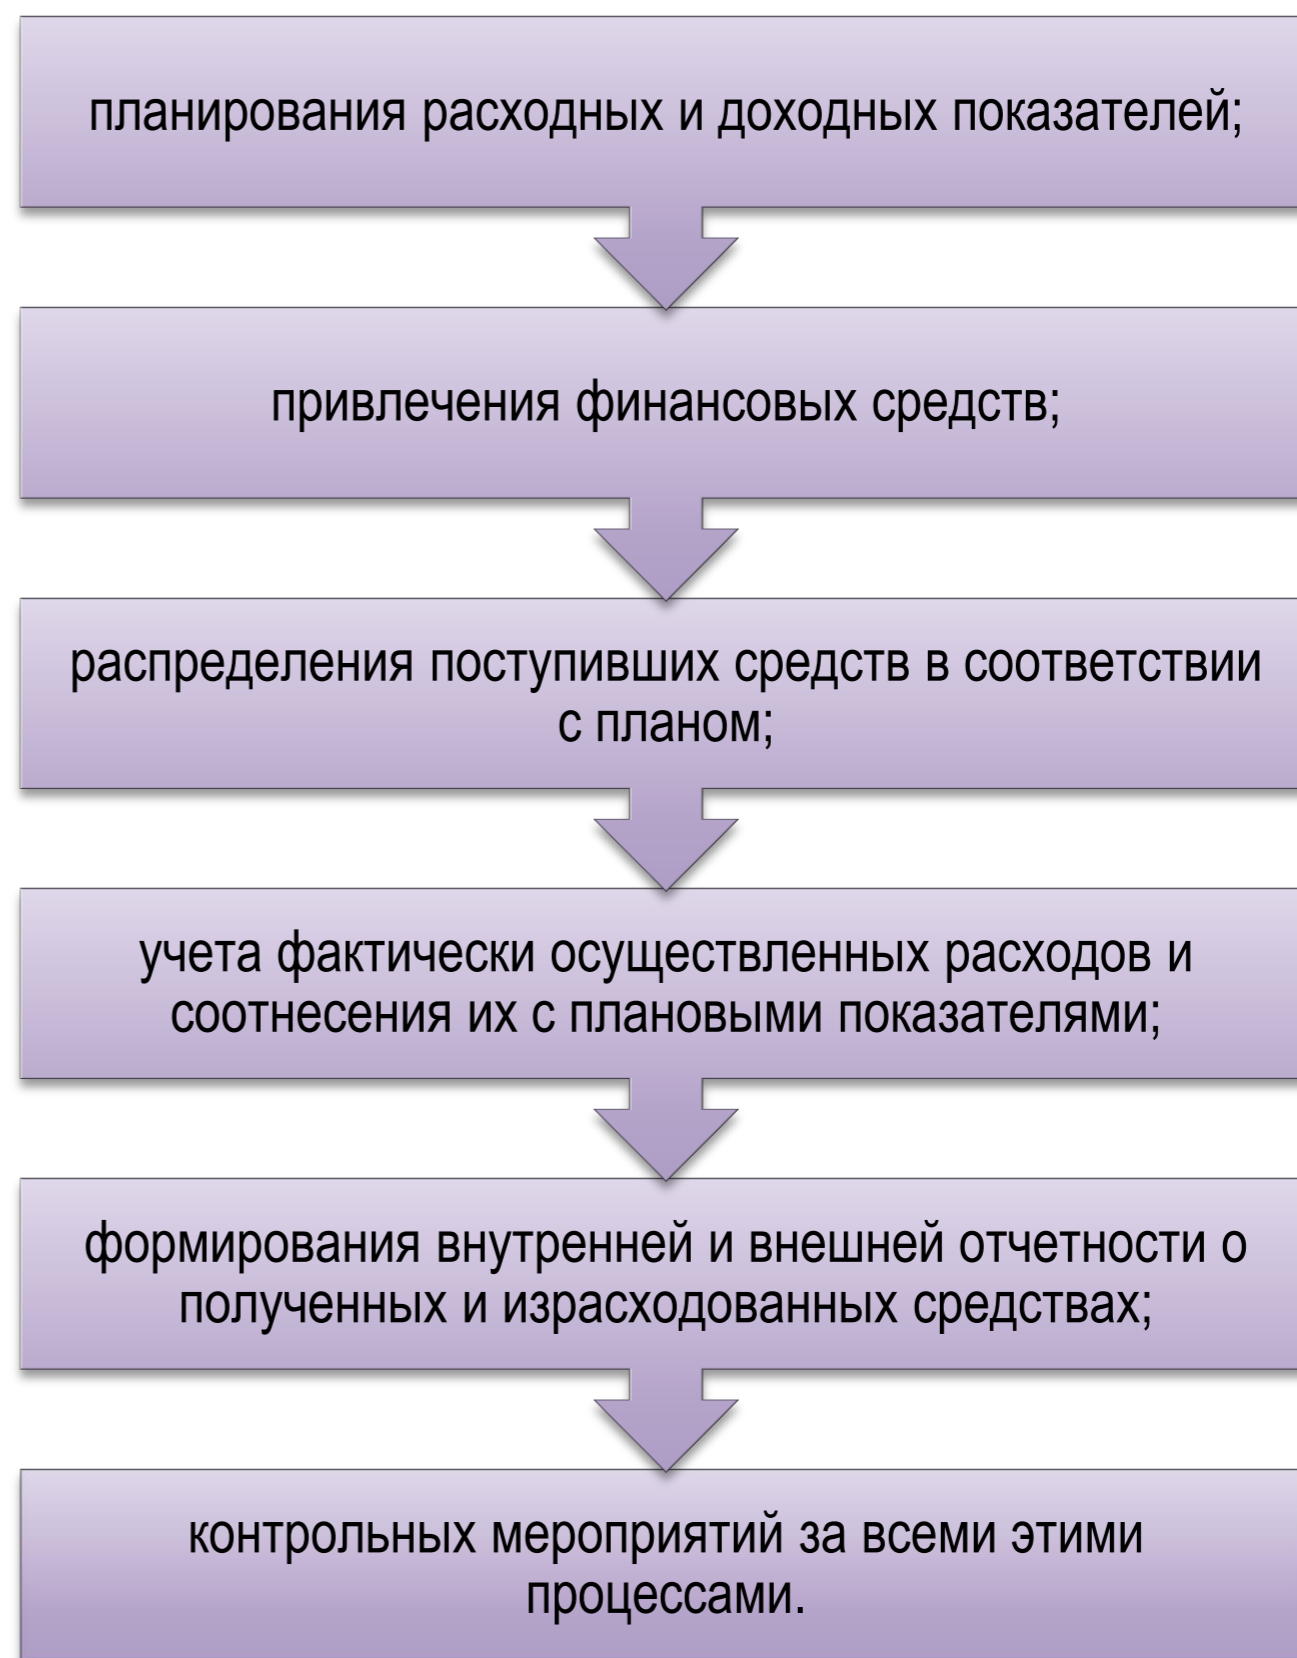 планирования расходных и доходных показателей;
привлечения финансовых средств;
распределения поступивших средств в соответствии
с планом;
учета фактически осуществленных расходов и
соотнесения их с плановыми показателями;
формирования внутренней и внешней отчетности о
полученных и израсходованных средствах;
контрольных мероприятий за всеми этими
процессами.